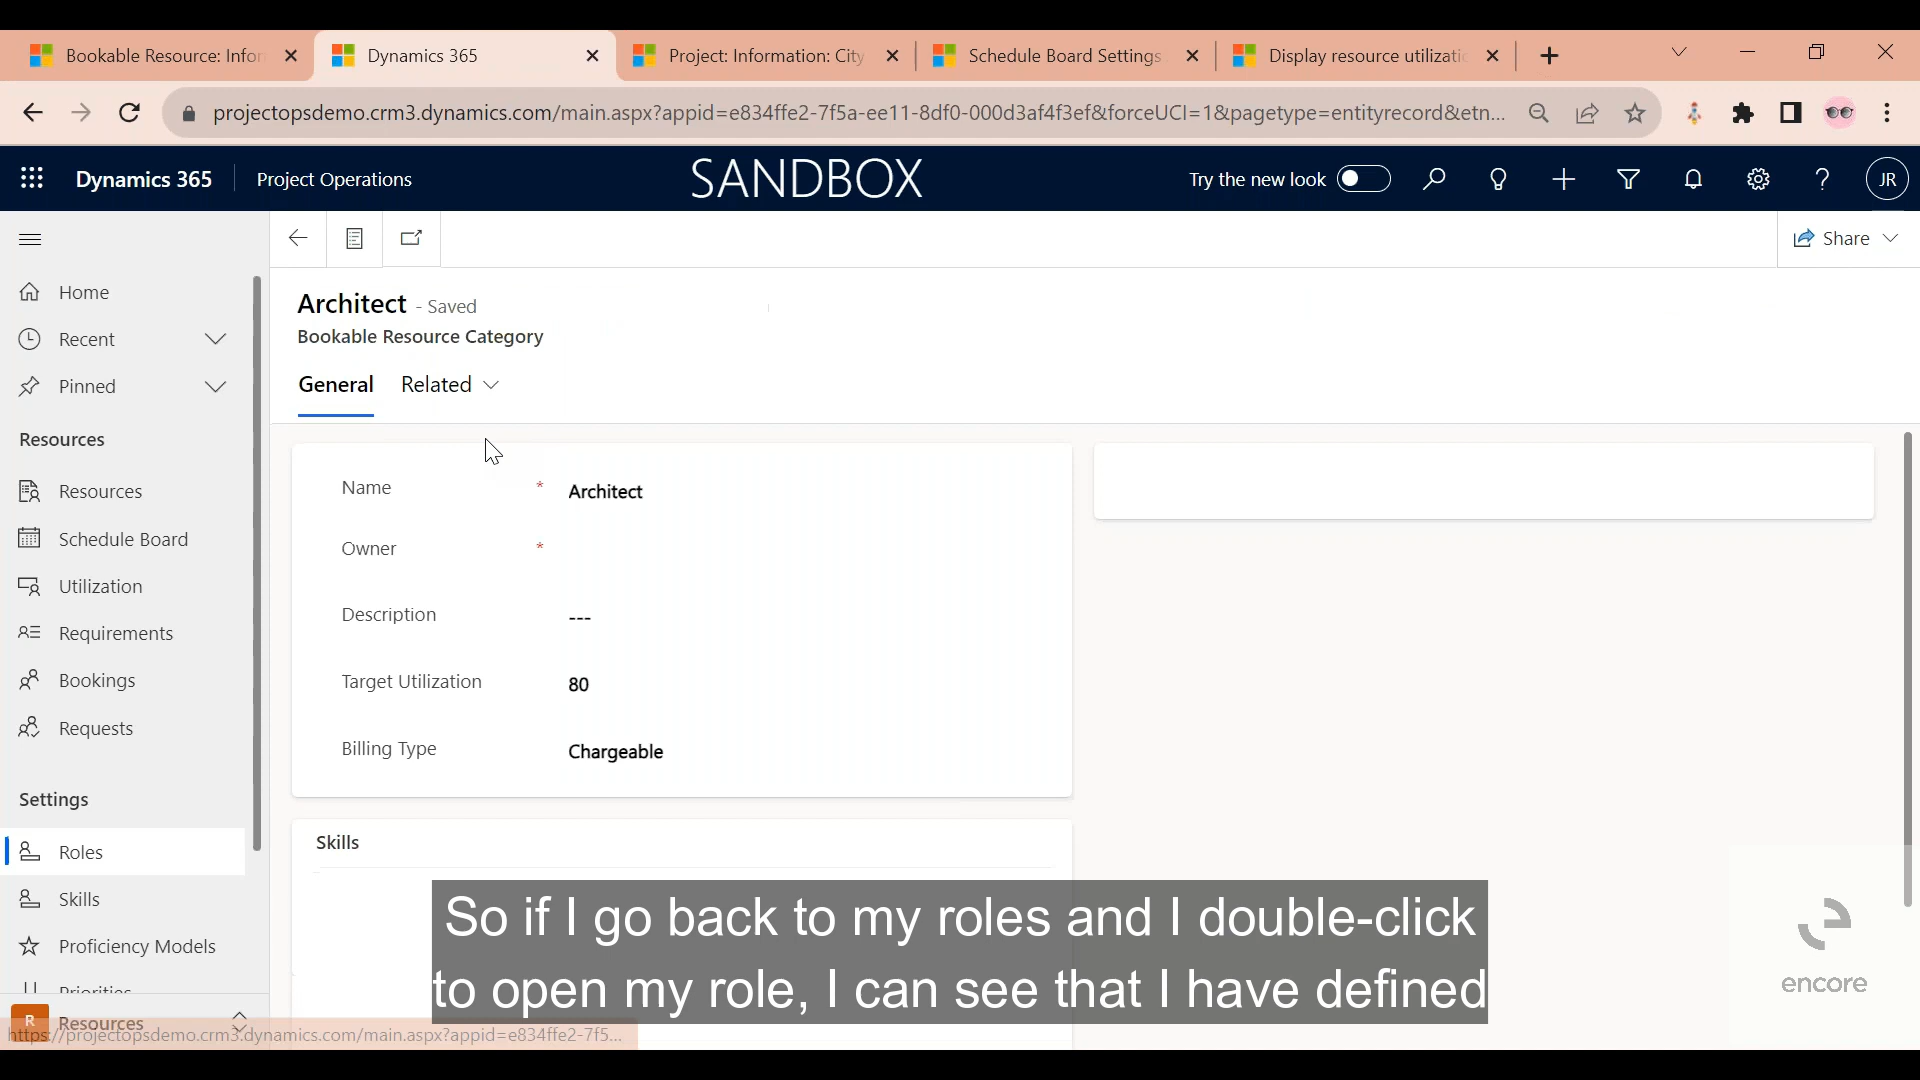 Bookable Resource: Infor
Dynamics 365
Project: Information: City
Schedule Board Settings
Display resource utilizatio
projectopsdemo.crm3.dynamics.com/main.aspx?appid=e834ffe2-7f5a-ee11-8df0-000d3af4f3ef&forceUCI=1&pagetype=entityrecord&etn...
Dynamics 365
Project Operations
SANDBOX
Try the new look
JR
Share
Home
Recent
Pinned
Resources
Resources
Schedule Board
Utilization
Requirements
Bookings
Requests
Settings
Roles
Skills
Proficiency Models
Priorities
R
Resources
https://projectopsdemo.crm3.dynamics.com/main.aspx?appid=e834ffe2-7f5...
Architect - Saved
Bookable Resource Category
General
Related
Name * Architect
Owner *
Description ---
Target Utilization 80
Billing Type Chargeable
Skills
So if I go back to my roles and I double-click
to open my role, I can see that I have defined
encore